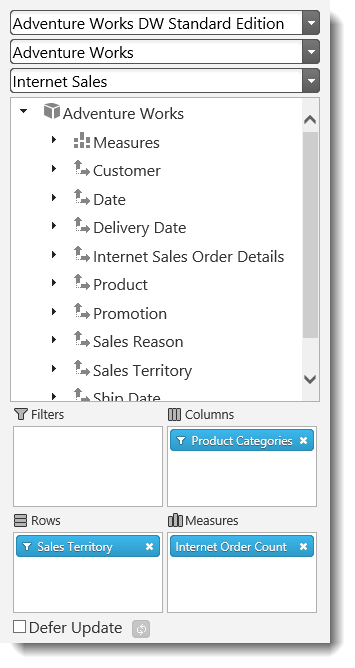 Adventure Works DW Standard Edition
Adventure Works
Internet Sales
Adventure Works
Measures
Customer
Date
Delivery Date
Internet Sales Order Details
Product
Promotion
Sales Reason
Sales Territory
Ship Date
Filters
Columns
Product Categories
Rows
Measures
Sales Territory
Internet Order Count
Defer Update